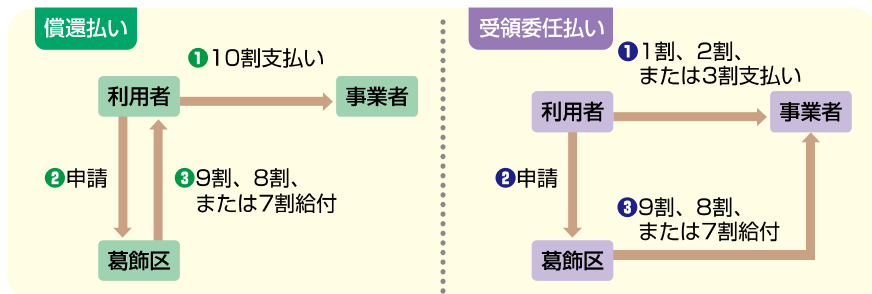 償還払い
❶10割支払い
利用者
事業者
❷申請
❸9割、8割、
または7割給付
葛飾区
受領委任払い
❶1割、2割、
または3割支払い
利用者
事業者
❷申請
❸9割、8割、
または7割給付
葛飾区